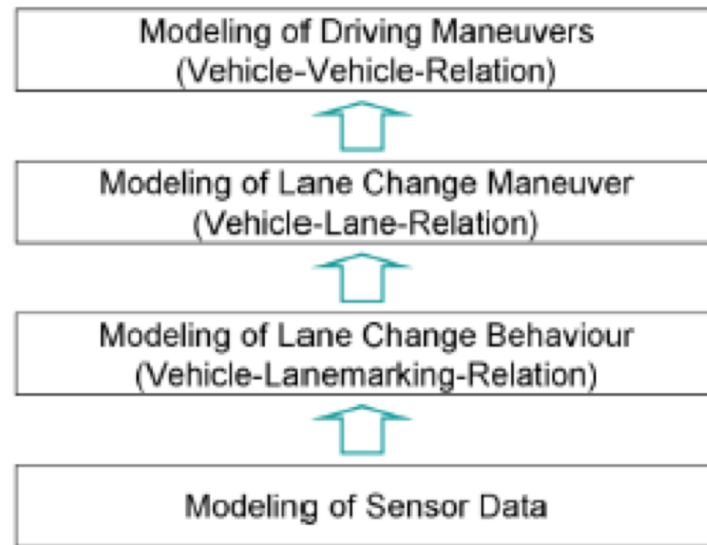 Modeling of Driving Maneuvers
(Vehicle-Vehicle-Relation)
Modeling of Lane Change Maneuver
(Vehicle-Lane-Relation)
Modeling of Lane Change Behaviour
(Vehicle-Lanemarking-Relation)
Modeling of Sensor Data